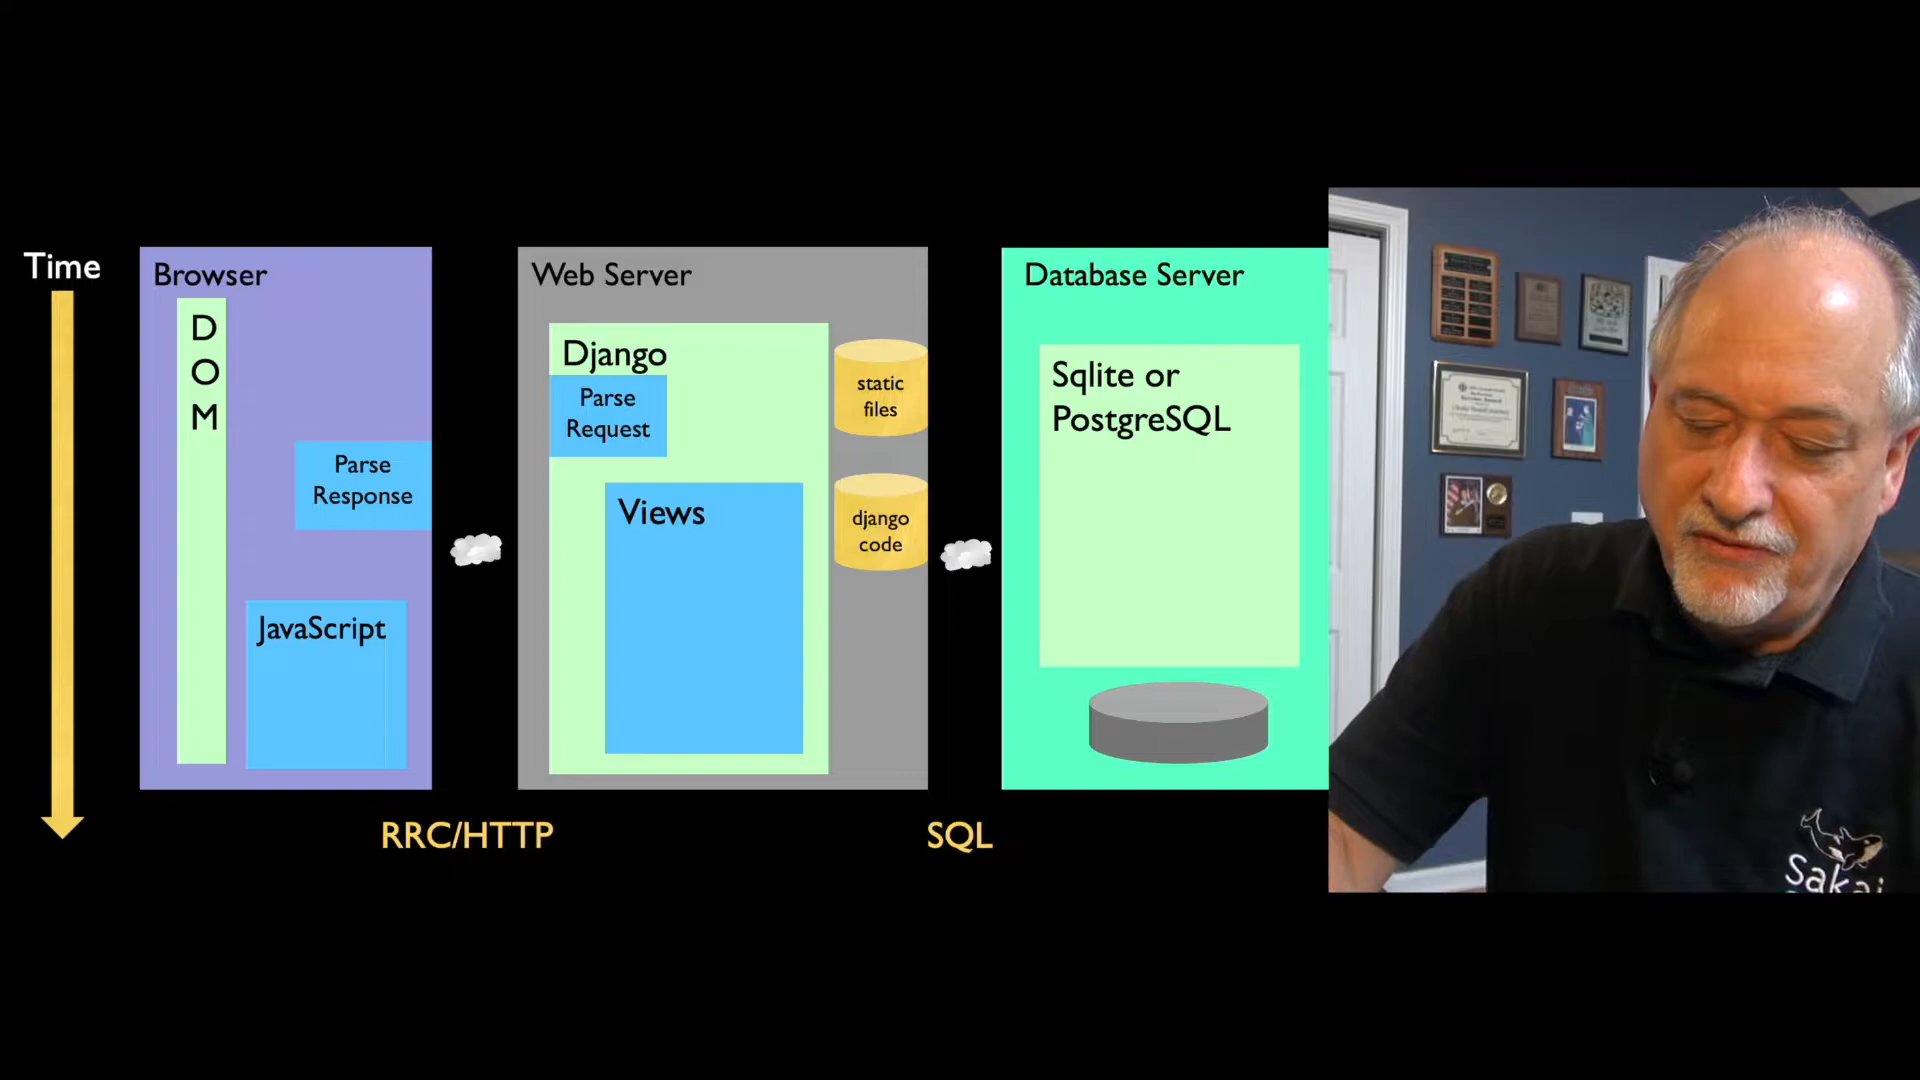 Time
Browser
D
O
M
Parse
Response
JavaScript
RRC/HTTP
Web Server
Django
Parse
Request
Views
static
files
django
code
SQL
Database Server
Sqlite or
PostgreSQL
Sakai